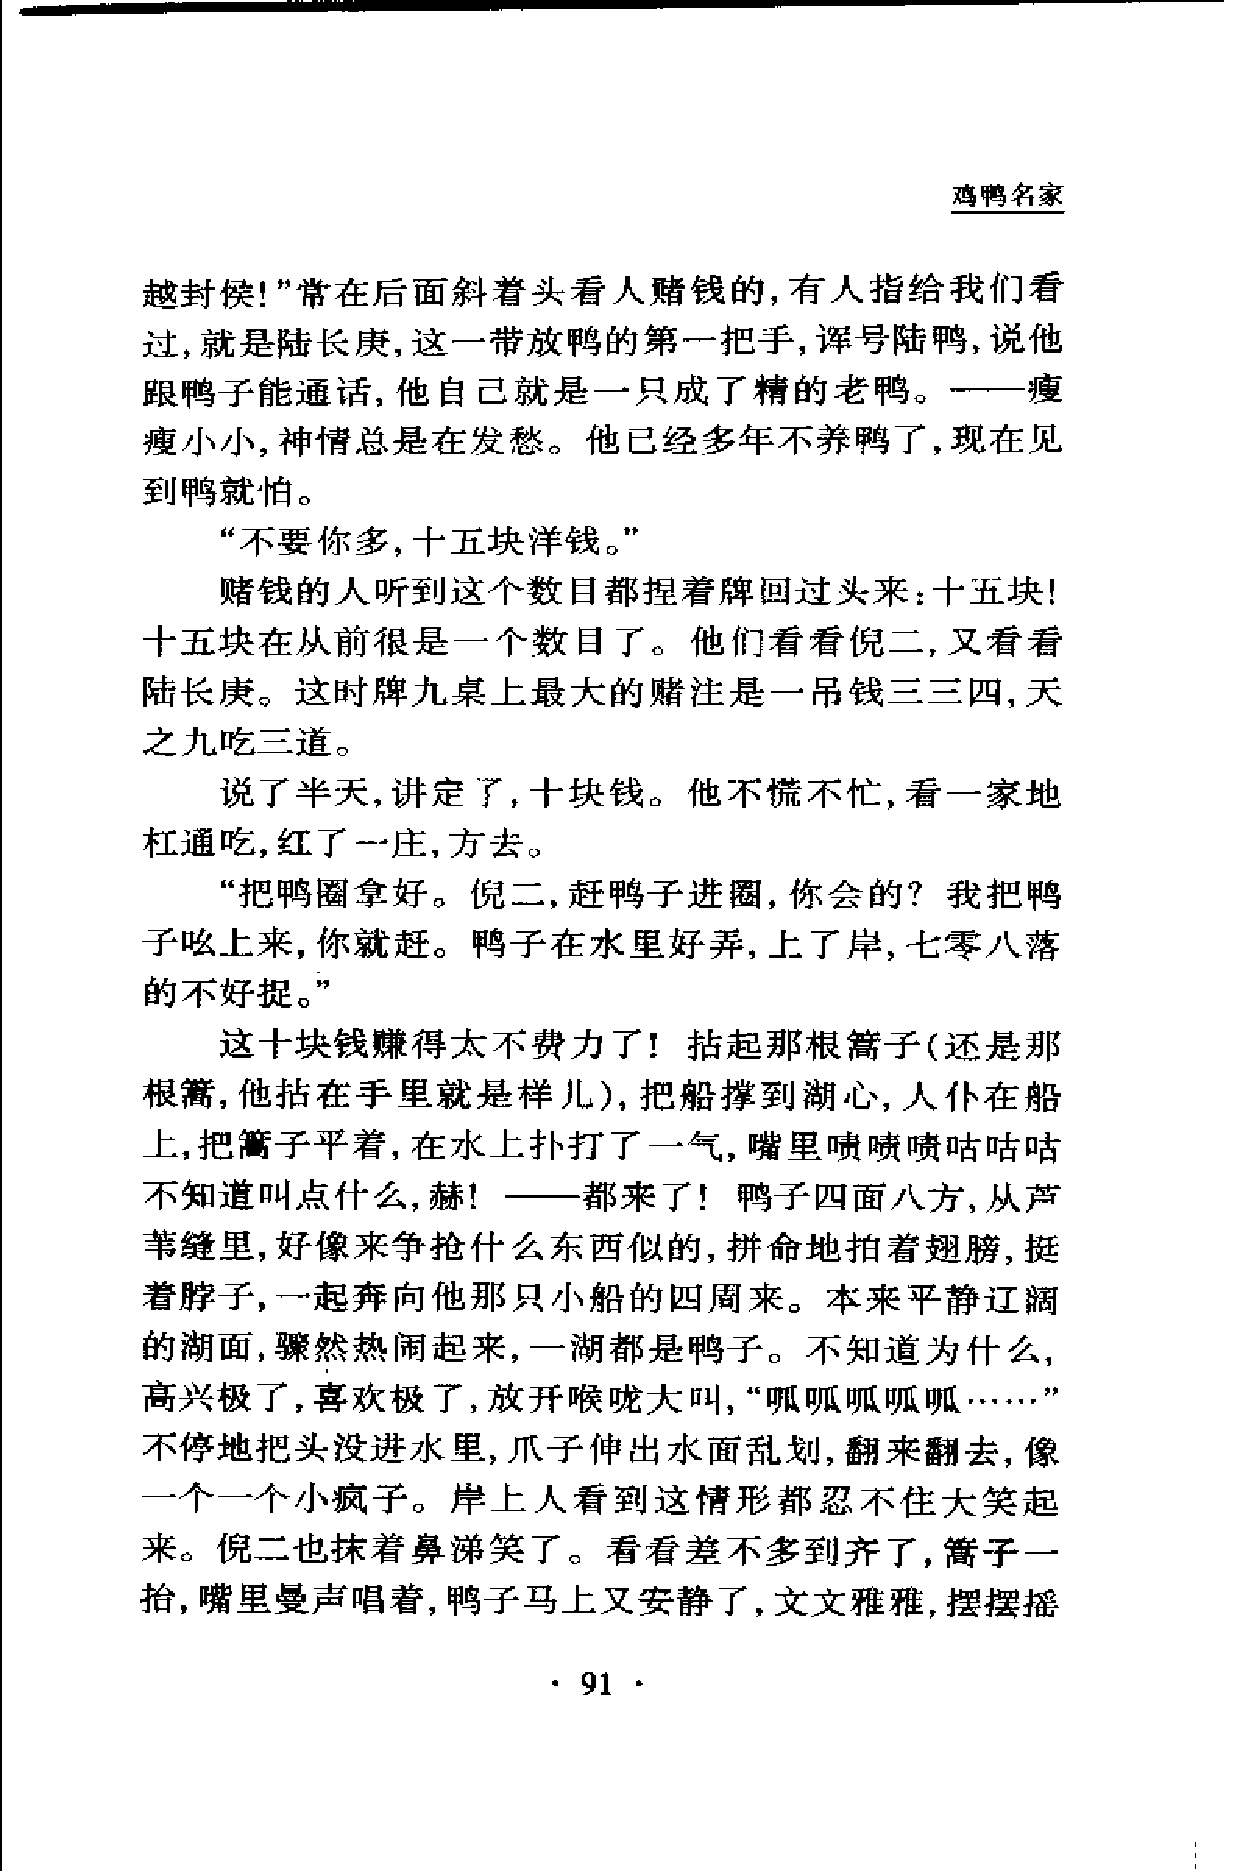 鸡鸭名家
越封侯！”常在后面斜着头看人赌钱的，有人指给我们看
过，就是陆长庚，这一带放鸭的第一把手，诨号陆鸭，说他
跟鸭子能通话，他自己就是一只成了精的老鸭。——瘦
瘦小小，神情总是在发愁。他已经多年不养鸭了，现在见
到鸭就怕。
“不要你多，十五块洋钱。”
赌钱的人听到这个数目都捏着牌回过头来：十五块！
十五块在从前很是一个数目了。他们看看倪二，又看看
陆长庚。这时牌九桌上最大的赌注是一吊钱三三四，天
之九吃三道。
说了半天，讲定了，十块钱。他不慌不忙，看一家地
杠通吃，红了一庄，方去。
“把鸭圈拿好。倪二，赶鸭子进圈，你会的？我把鸭
子吆上来，你就赶。鸭子在水里好弄，上了岸，七零八落
的不好捉。”
这十块钱赚得太不费力了！拈起那根篙子（还是那
根篙，他拈在手里就是样儿），把船撑到湖心，人仆在船
上，把篙子平着，在水上扑打了一气，嘴里啧啧啧咕咕咕
不知道叫点什么，赫！——都来了！鸭子四面八方，从芦
苇缝里，好像来争抢什么东西似的，拼命地拍着翅膀，挺
着脖子，一起奔向他那只小船的四周来。本来平静辽阔
的湖面，骤然热闹起来，一湖都是鸭子。不知道为什么，
高兴极了，喜欢极了，放开喉咙大叫，“呱呱呱呱呱……”
不停地把头没进水里，爪子伸出水面乱划，翻来翻去，像
一个一个小疯子。岸上人看到这情形都忍不住大笑起
来。倪二也抹着鼻涕笑了。看看差不多到齐了，篙子一
抬，嘴里曼声唱着，鸭子马上又安静了，文文雅雅，摆摆摇
· 91 ·